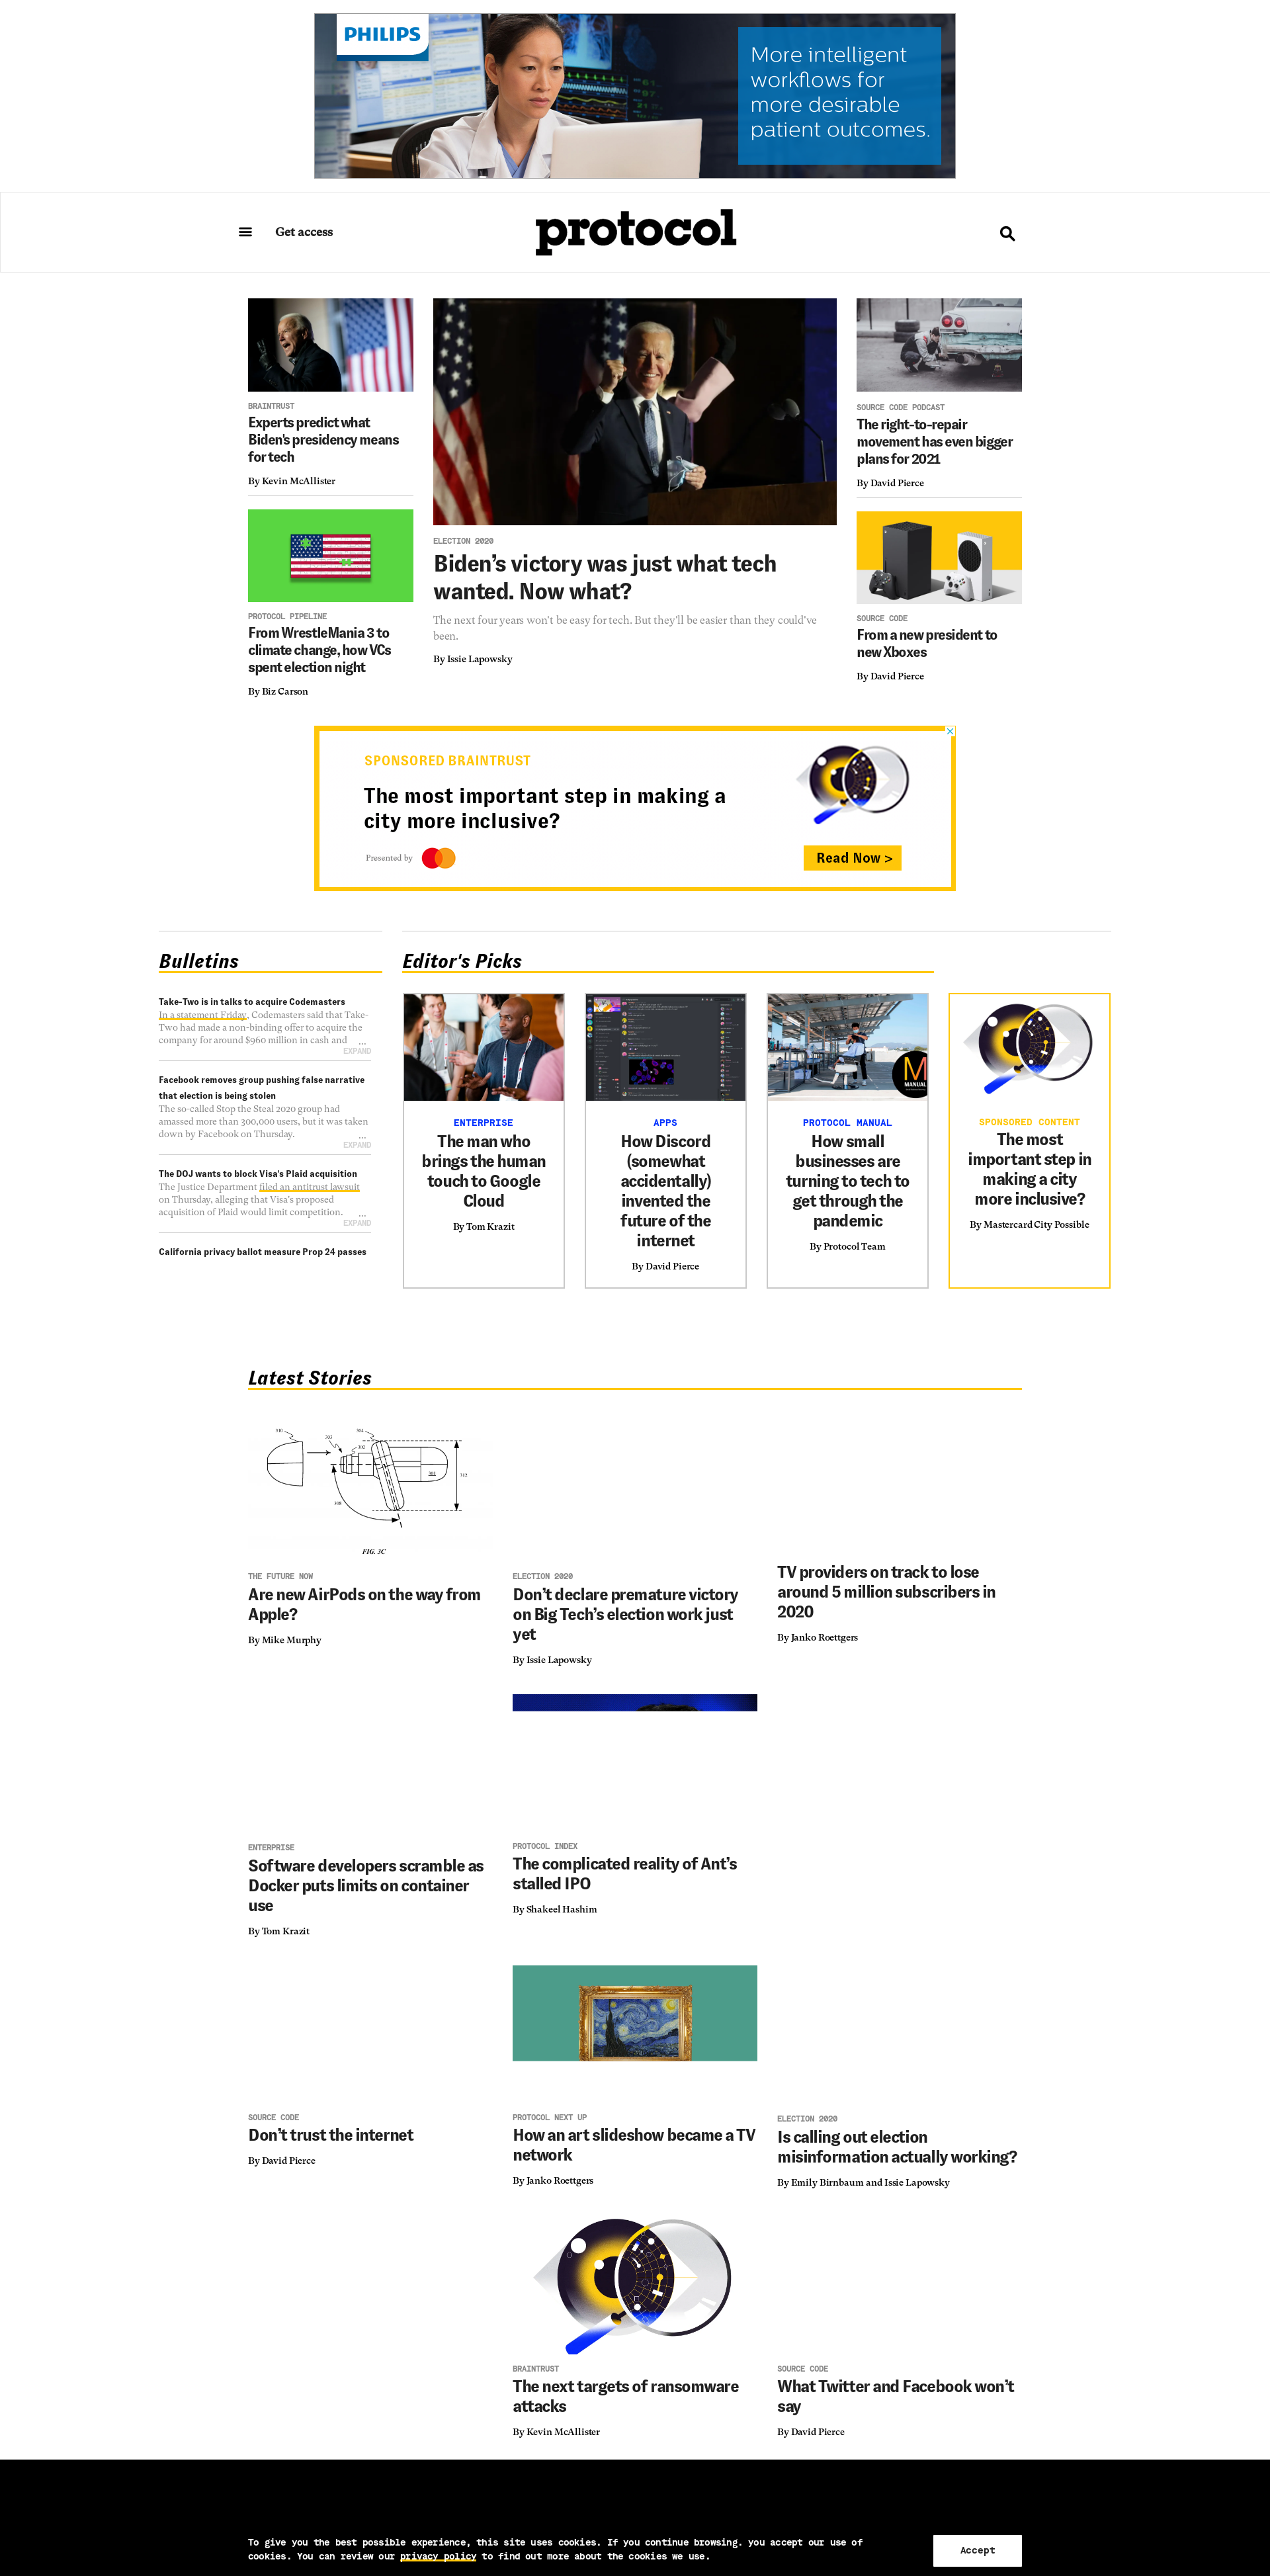 PHILIPS
More intelligent
workflows for
more desirable
patient outcomes.
Get access
protocol
BRAINTRUST
Experts predict what
Biden's presidency means
for tech
By Kevin McAllister
PROTOCOL PIPELINE
From WrestleMania 3 to
climate change, how VCs
spent election night
By Biz Carson
ELECTION 2020
Biden’s victory was just what tech
wanted. Now what?
The next four years won't be easy for tech. But they'll be easier than they could've
been.
By Issie Lapowsky
SOURCE CODE PODCAST
The right-to-repair
movement has even bigger
plans for 2021
By David Pierce
SOURCE CODE
From a new president to
new Xboxes
By David Pierce
SPONSORED BRAINTRUST
The most important step in making a
city more inclusive?
Presented by
Read Now >
Bulletins
Take-Two is in talks to acquire Codemasters
In a statement Friday, Codemasters said that Take-
Two had made a non-binding offer to acquire the
company for around $960 million in cash and ...
EXPAND
Facebook removes group pushing false narrative
that election is being stolen
The so-called Stop the Steal 2020 group had
amassed more than 300,000 users, but it was taken
down by Facebook on Thursday. ...
EXPAND
The DOJ wants to block Visa's Plaid acquisition
The Justice Department filed an antitrust lawsuit
on Thursday, alleging that Visa's proposed
acquisition of Plaid would limit competition. ...
EXPAND
California privacy ballot measure Prop 24 passes
Editor's Picks
ENTERPRISE
The man who
brings the human
touch to Google
Cloud
By Tom Krazit
APPS
How Discord
(somewhat
accidentally)
invented the
future of the
internet
By David Pierce
M
MANUAL
PROTOCOL MANUAL
How small
businesses are
turning to tech to
get through the
pandemic
By Protocol Team
SPONSORED CONTENT
The most
important step in
making a city
more inclusive?
By Mastercard City Possible
Latest Stories
FIG. 3C
THE FUTURE NOW
Are new AirPods on the way from
Apple?
By Mike Murphy
ELECTION 2020
Don’t declare premature victory
on Big Tech’s election work just
yet
By Issie Lapowsky
TV providers on track to lose
around 5 million subscribers in
2020
By Janko Roettgers
ENTERPRISE
Software developers scramble as
Docker puts limits on container
use
By Tom Krazit
PROTOCOL INDEX
The complicated reality of Ant’s
stalled IPO
By Shakeel Hashim
SOURCE CODE
Don’t trust the internet
By David Pierce
PROTOCOL NEXT UP
How an art slideshow became a TV
network
By Janko Roettgers
ELECTION 2020
Is calling out election
misinformation actually working?
By Emily Birnbaum and Issie Lapowsky
BRAINTRUST
The next targets of ransomware
attacks
By Kevin McAllister
SOURCE CODE
What Twitter and Facebook won’t
say
By David Pierce
To give you the best possible experience, this site uses cookies. If you continue browsing. you accept our use of
cookies. You can review our privacy policy to find out more about the cookies we use.
Accept